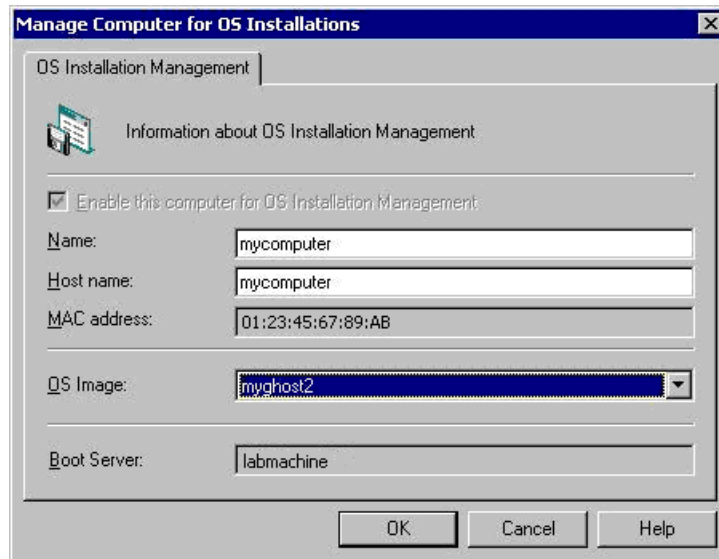 Manage Computer for OS Installations
OS Installation Management
Information about OS Installation Management
Enable this computer for OS Installation Management
Name: mycomputer
Host name: mycomputer
MAC address: 01:23:45:67:89:AB
OS Image: myghost2
Boot Server: labmachine
OK Cancel Help